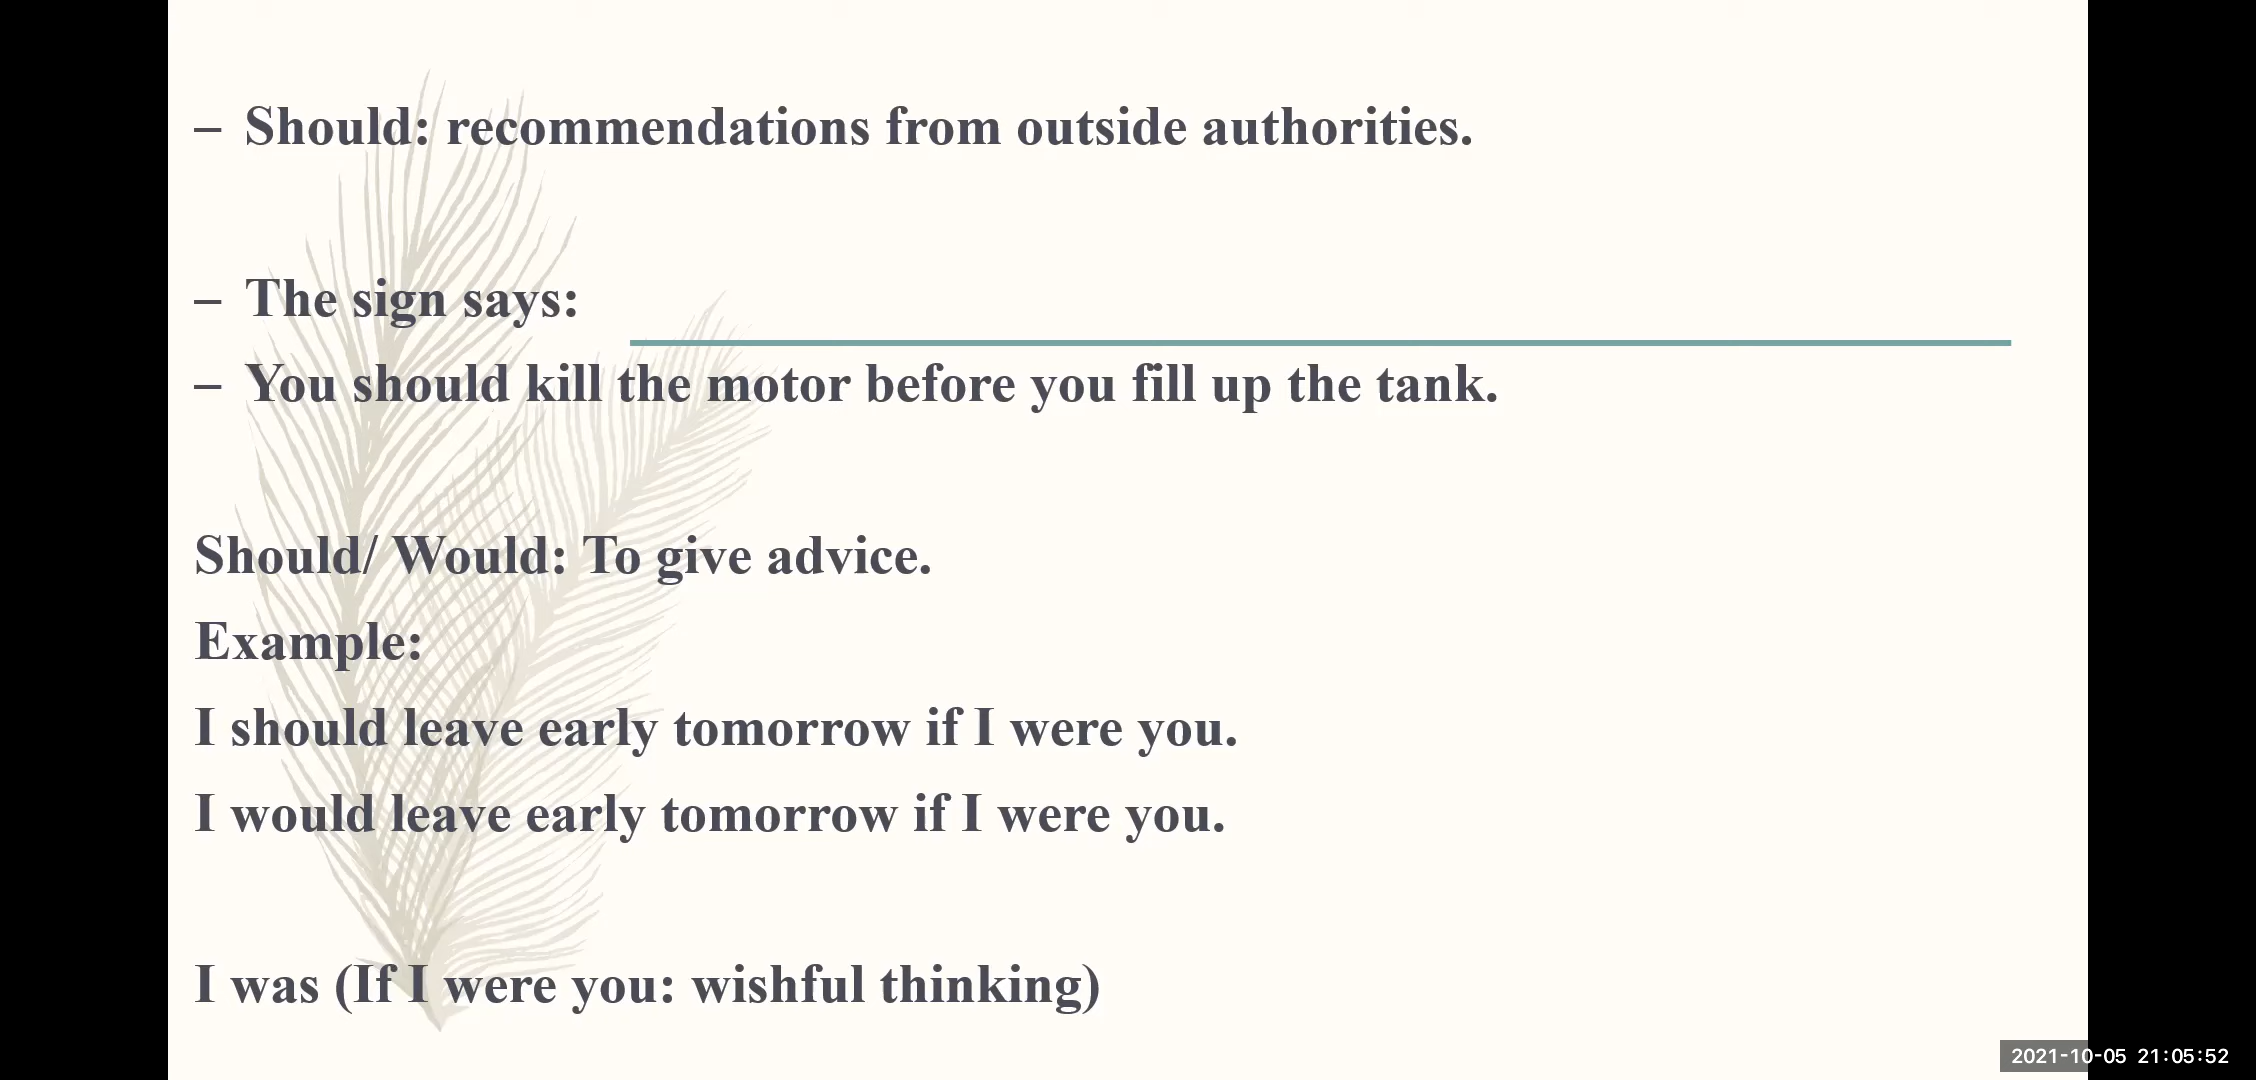 – Should: recommendations from outside authorities.
– The sign says:
– You should kill the motor before you fill up the tank.
Should/ Would: To give advice.
Example:
I should leave early tomorrow if I were you.
I would leave early tomorrow if I were you.
I was (If I were you: wishful thinking)
2021-10-05 21:05:52